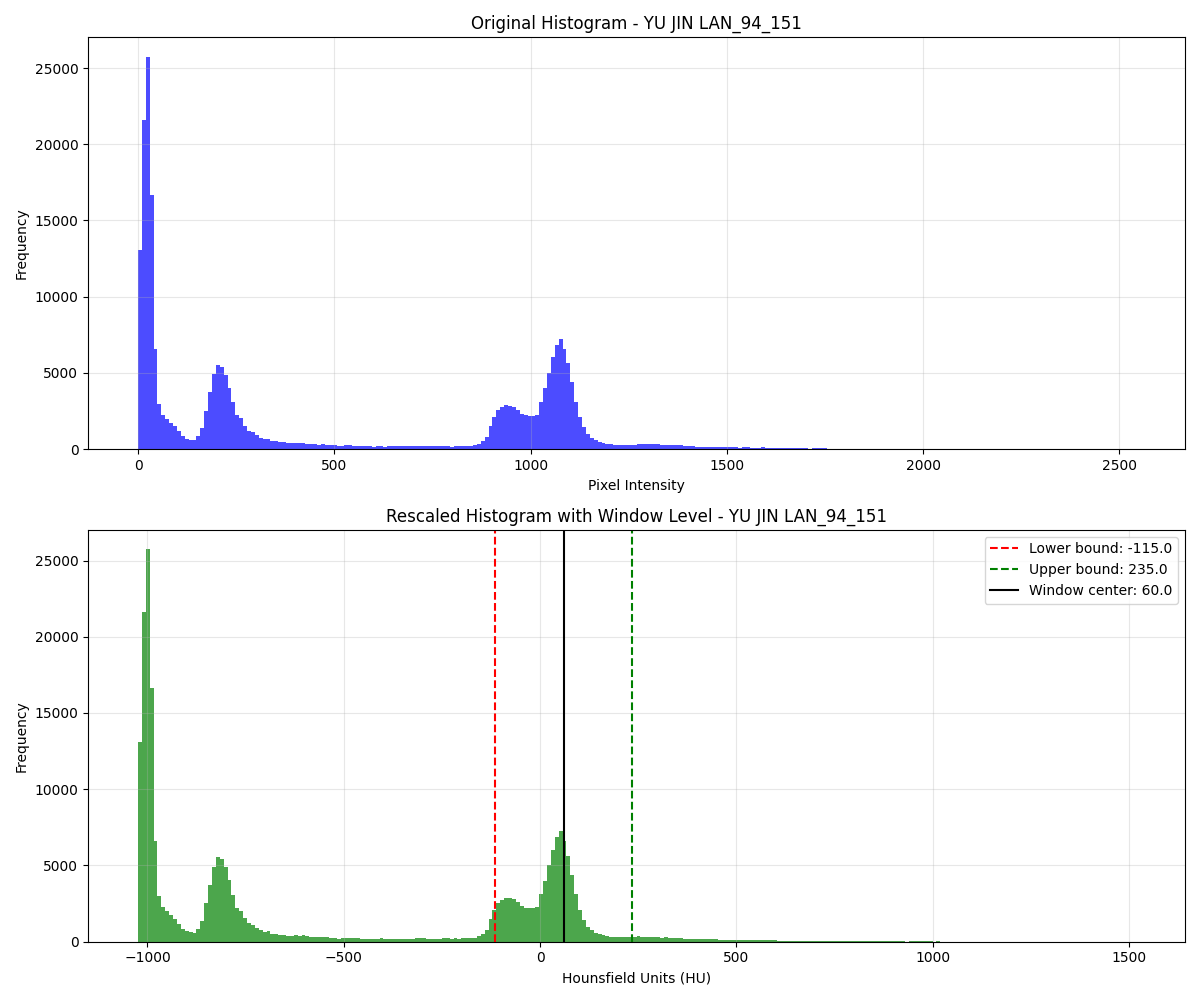 Original Histogram - YU JIN LAN_94_151
25000
20000
15000
10000
5000
0
Frequency
0 500 1000 1500 2000 2500
Pixel Intensity
Rescaled Histogram with Window Level - YU JIN LAN_94_151
Lower bound: -115.0
Upper bound: 235.0
Window center: 60.0
25000
20000
15000
10000
5000
0
Frequency
−1000 −500 0 500 1000 1500
Hounsfield Units (HU)